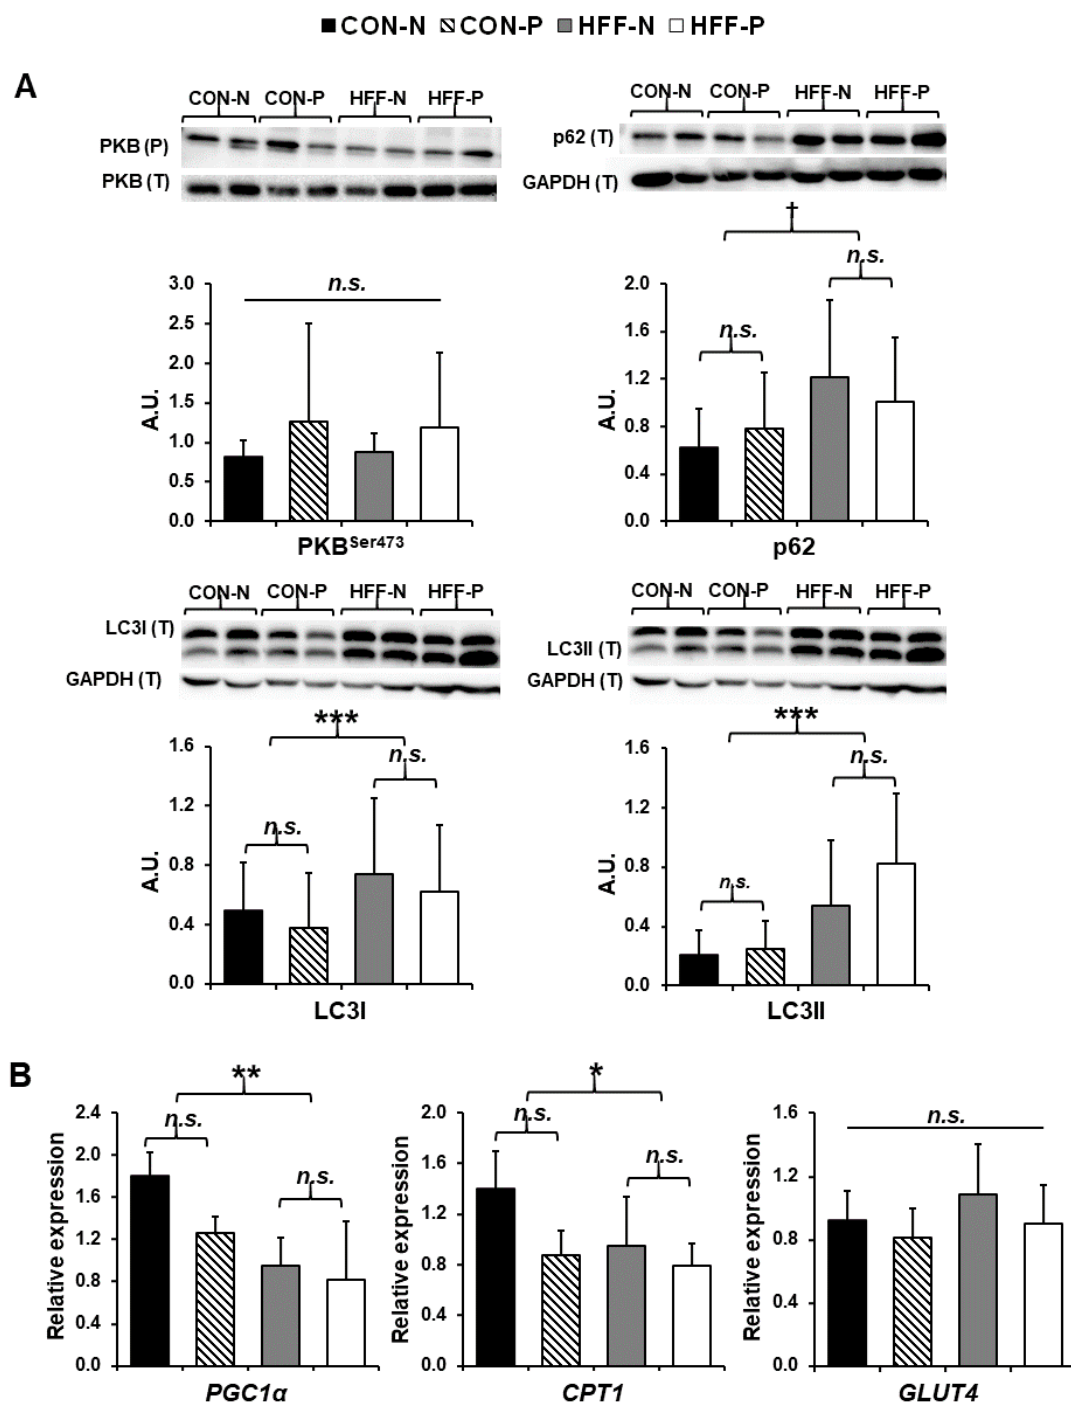 CON-N CON-P HFF-N HFF-P
A
CON-N CON-P HFF-N HFF-P
PKB (P)
PKB (T)
CON-N CON-P HFF-N HFF-P
p62 (T)
GAPDH (T)
n.s.
3.0
2.5
2.0
1.5
1.0
0.5
0.0
A.U.
PKBSer473
†
n.s.
n.s.
2.0
1.6
1.2
0.8
0.4
0.0
A.U.
p62
CON-N CON-P HFF-N HFF-P
LC3I (T)
GAPDH (T)
CON-N CON-P HFF-N HFF-P
LC3II (T)
GAPDH (T)
***
n.s.
n.s.
1.6
1.2
0.8
0.4
0.0
A.U.
LC3I
***
n.s.
n.s.
1.6
1.2
0.8
0.4
0.0
A.U.
LC3II
B
**
n.s.
n.s.
2.4
2.0
1.6
1.2
0.8
0.4
0.0
Relative expression
PGC1α
*
n.s.
n.s.
2.0
1.6
1.2
0.8
0.4
0.0
Relative expression
CPT1
n.s.
1.6
1.2
0.8
0.4
0.0
Relative expression
GLUT4